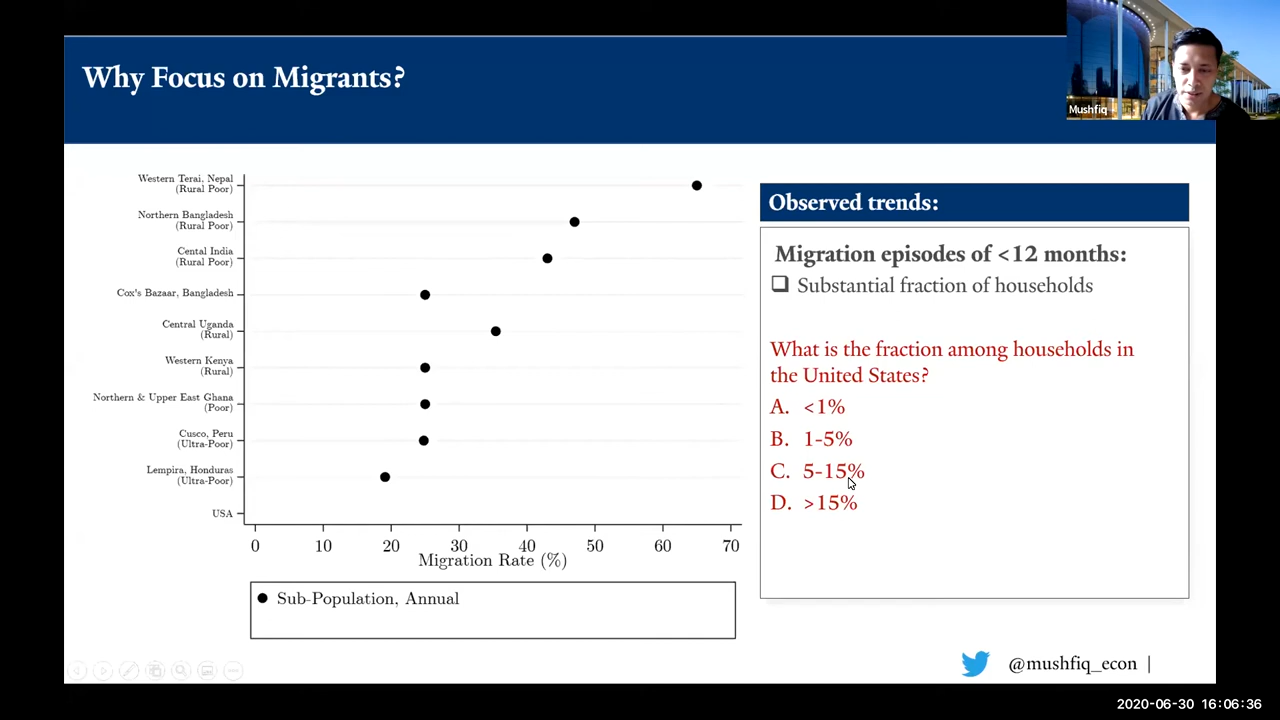 Why Focus on Migrants?
Mushfiq
Western Terai, Nepal
(Rural Poor)
Northern Bangladesh
(Rural Poor)
Cental India
(Rural Poor)
Cox's Bazaar, Bangladesh
Central Uganda
(Rural)
Western Kenya
(Rural)
Northern & Upper East Ghana
(Poor)
Cusco, Peru
(Ultra-Poor)
Lempira, Honduras
(Ultra-Poor)
USA
0 10 20 30 40 50 60 70
Migration Rate (%)
Sub-Population, Annual
Observed trends:
Migration episodes of <12 months:
Substantial fraction of households
What is the fraction among households in
the United States?
A. <1%
B. 1-5%
C. 5-15%
D. >15%
@mushfiq_econ |
2020-06-30 16:06:36